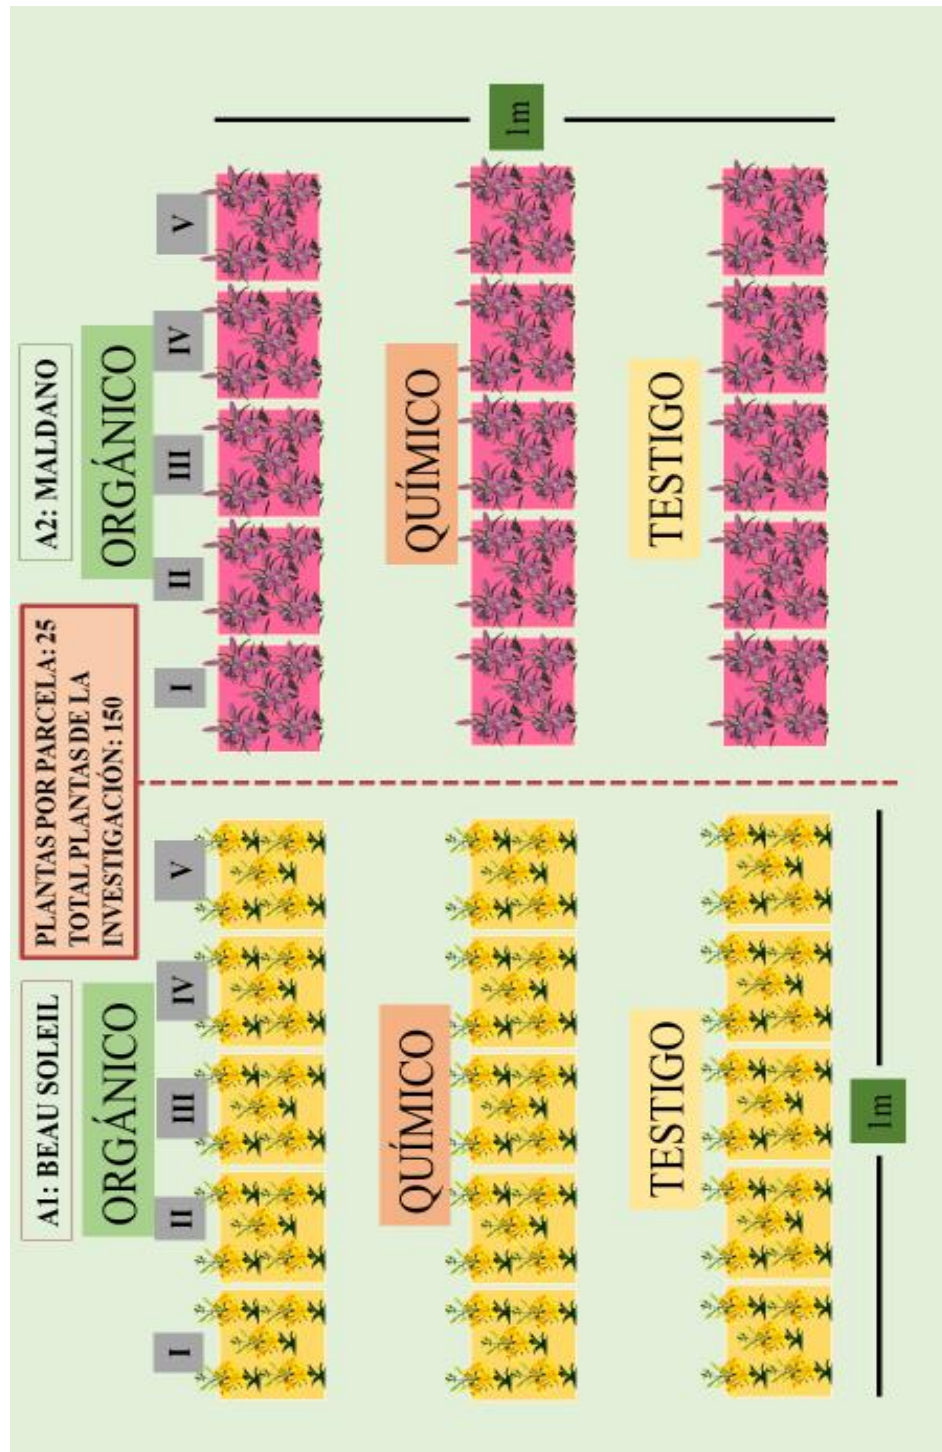 PLANTAS POR PARCELA: 25
TOTAL PLANTAS DE LA
INVESTIGACIÓN: 150
A1: BEAU SOLEIL
A2: MALDANO
ORGÁNICO
ORGÁNICO
I
II
III
IV
V
I
II
III
IV
V
QUÍMICO
QUÍMICO
TESTIGO
TESTIGO
1m
1m